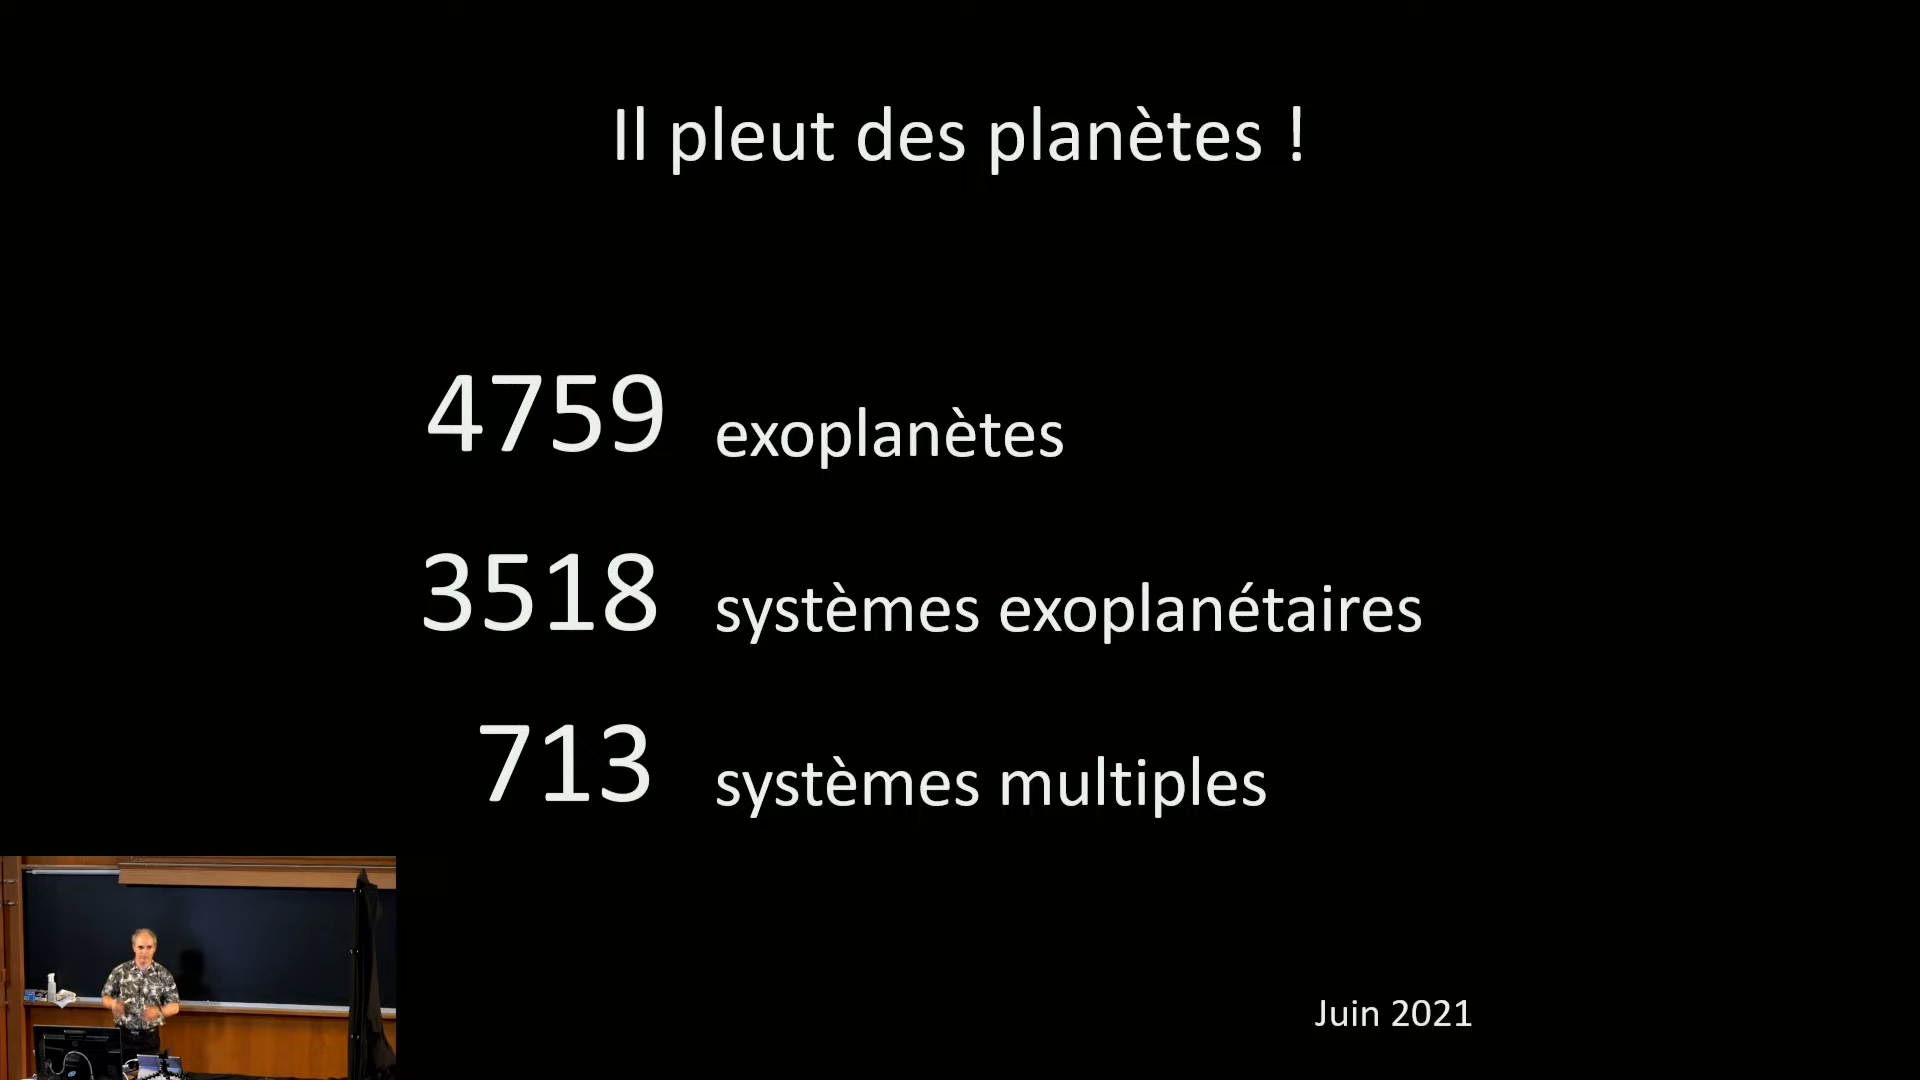 Il pleut des planètes !
4759 exoplanètes
3518 systèmes exoplanétaires
713 systèmes multiples
Juin 2021